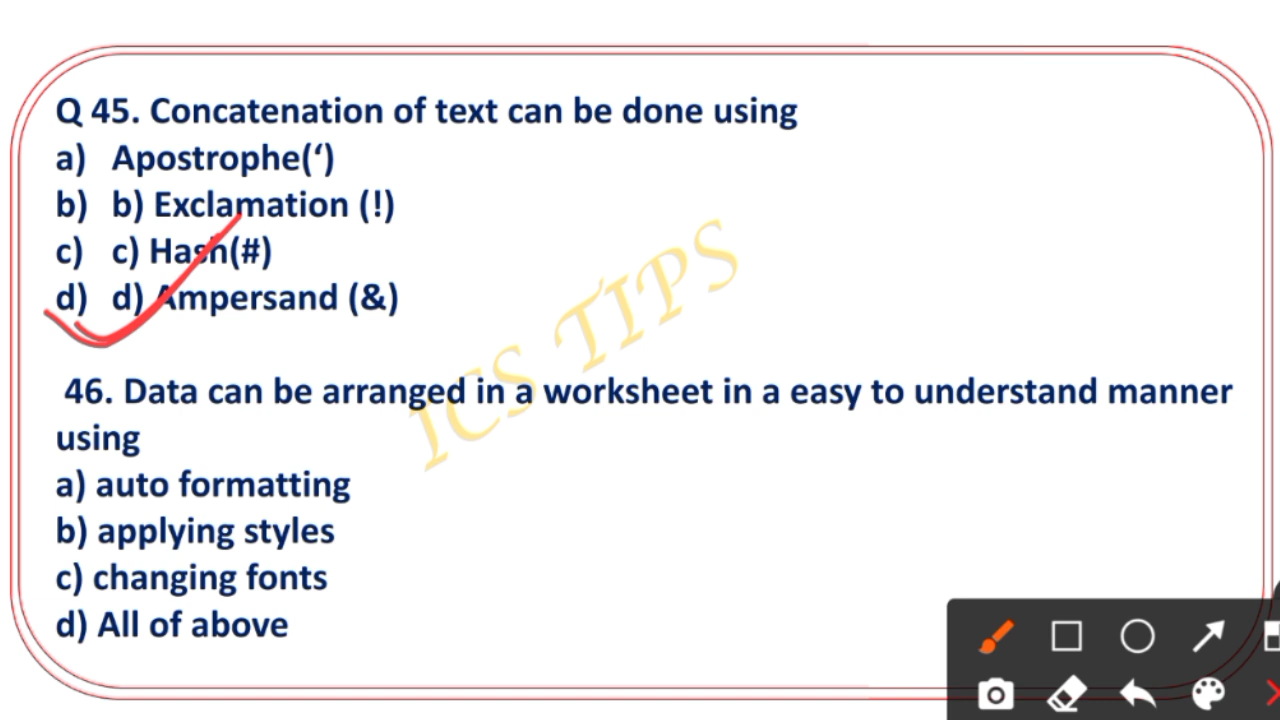 Q 45. Concatenation of text can be done using
a) Apostrophe(‘)
b) b) Exclamation (!)
c) c) Hash(#)
d) d) Ampersand (&)
ICS TIPS
46. Data can be arranged in a worksheet in a easy to understand manner
using
a) auto formatting
b) applying styles
c) changing fonts
d) All of above